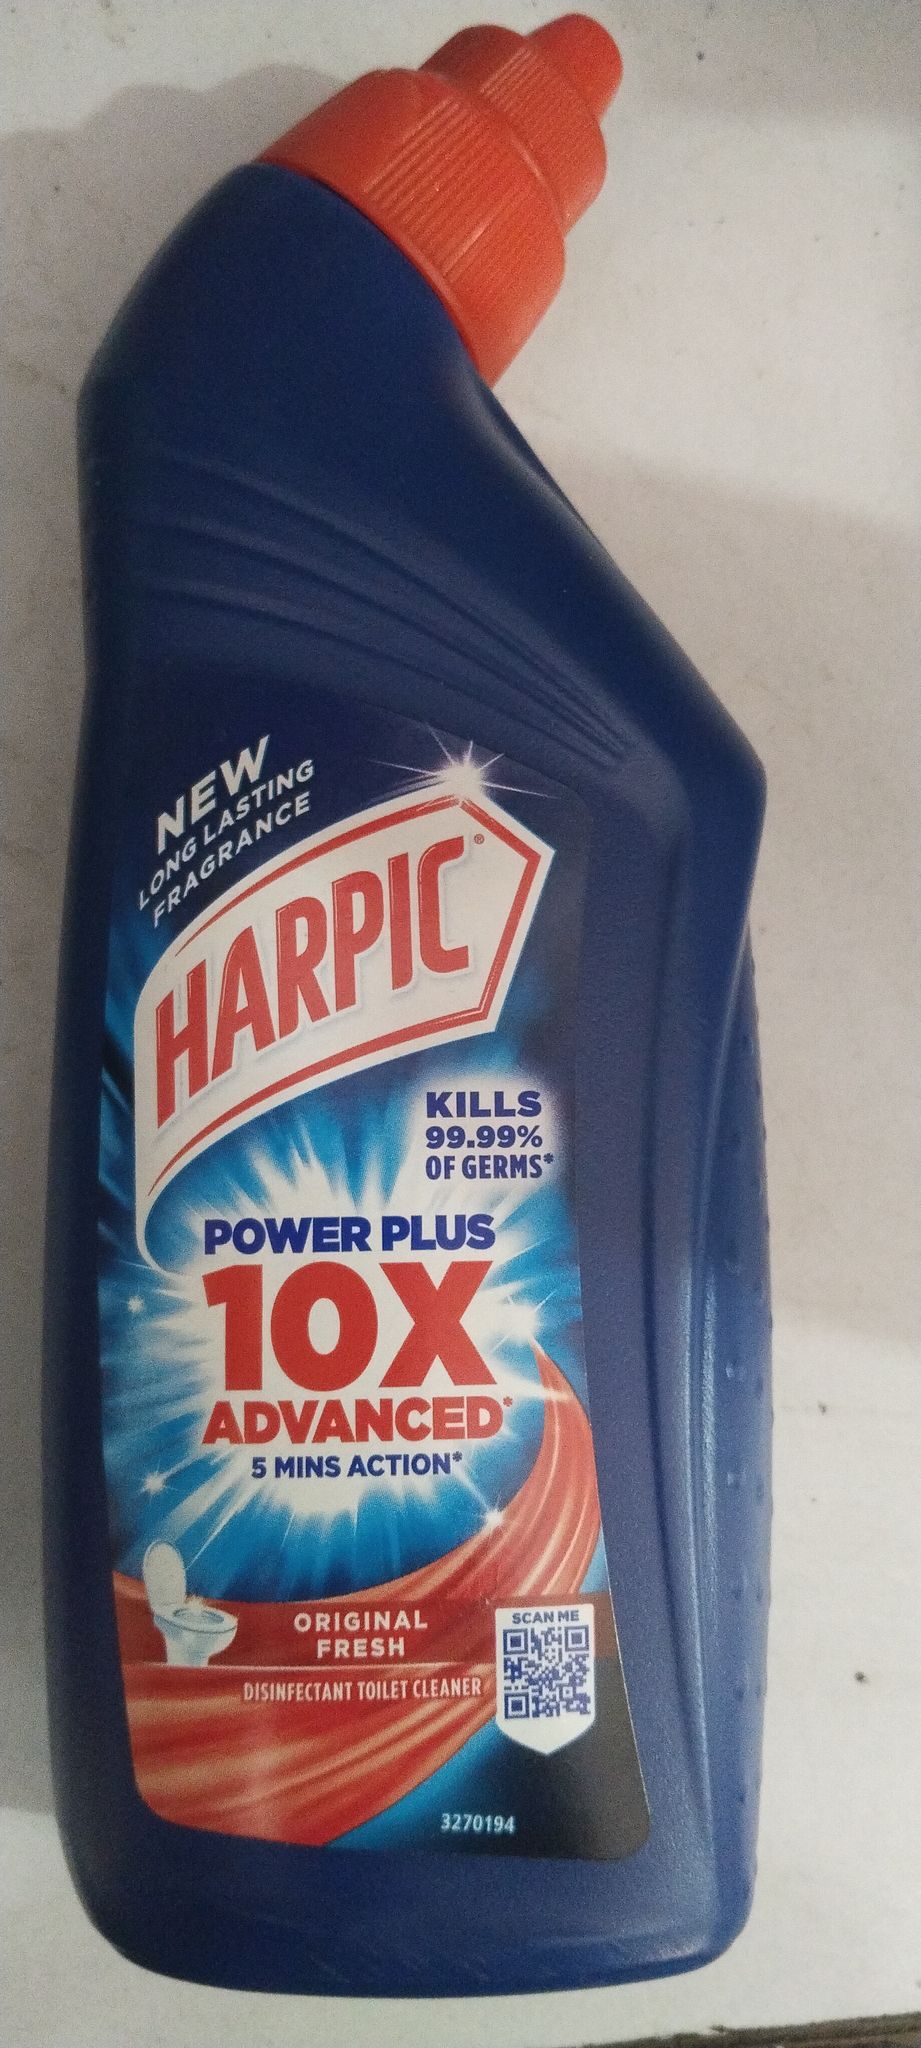 NEW
LONG LASTING
FRAGRANCE
HARPIC®
KILLS
99.99%
OF GERMS*
POWER PLUS
10X
ADVANCED*
5 MINS ACTION*
ORIGINAL
FRESH
DISINFECTANT TOILET CLEANER
SCAN ME
3270194